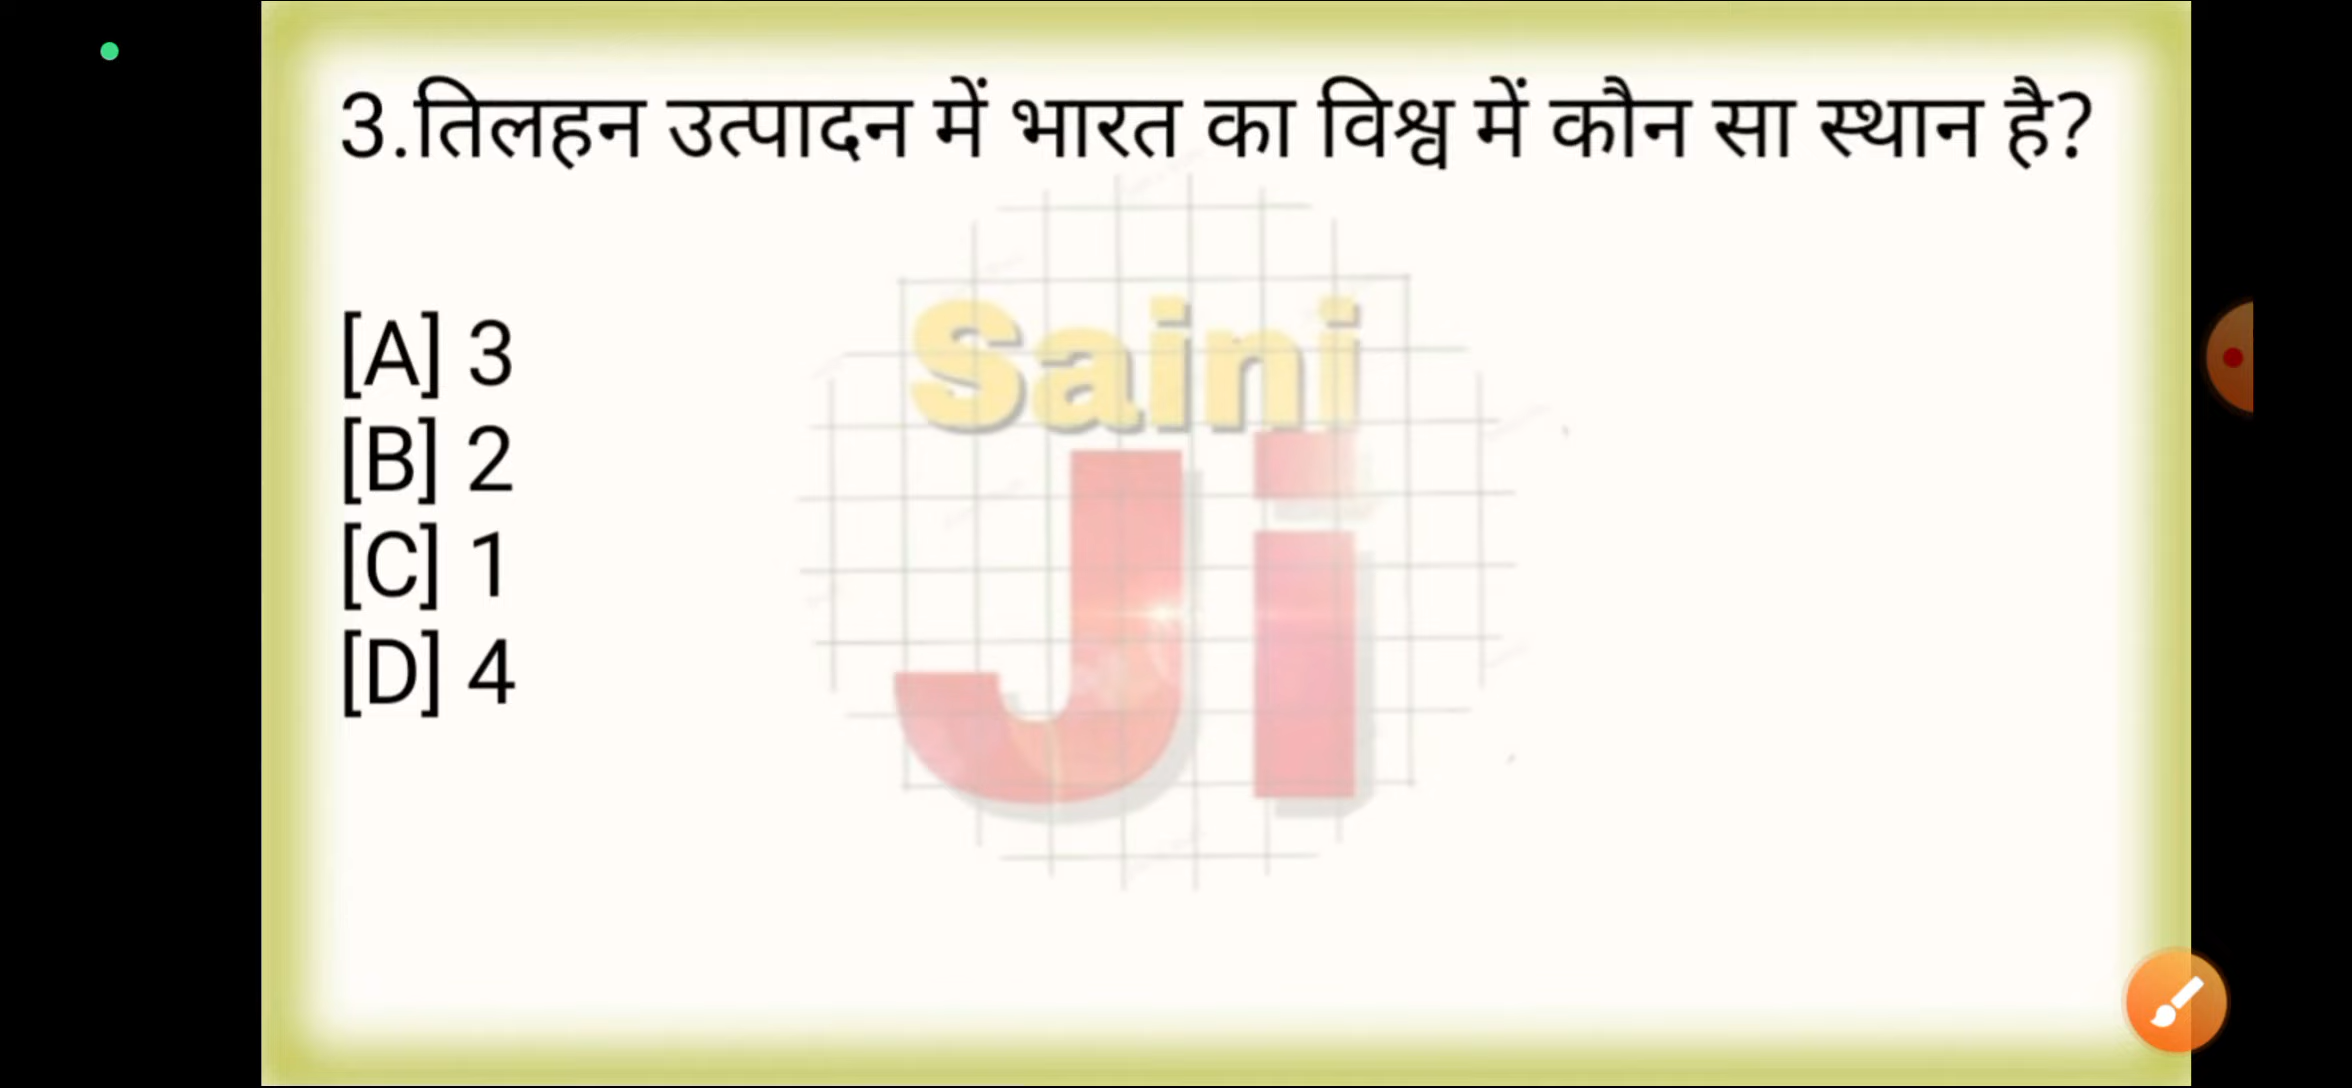 3.तिलहन उत्पादन में भारत का विश्व में कौन सा स्थान है?
[A] 3
[B] 2
[C] 1
[D] 4
Saini
Ji